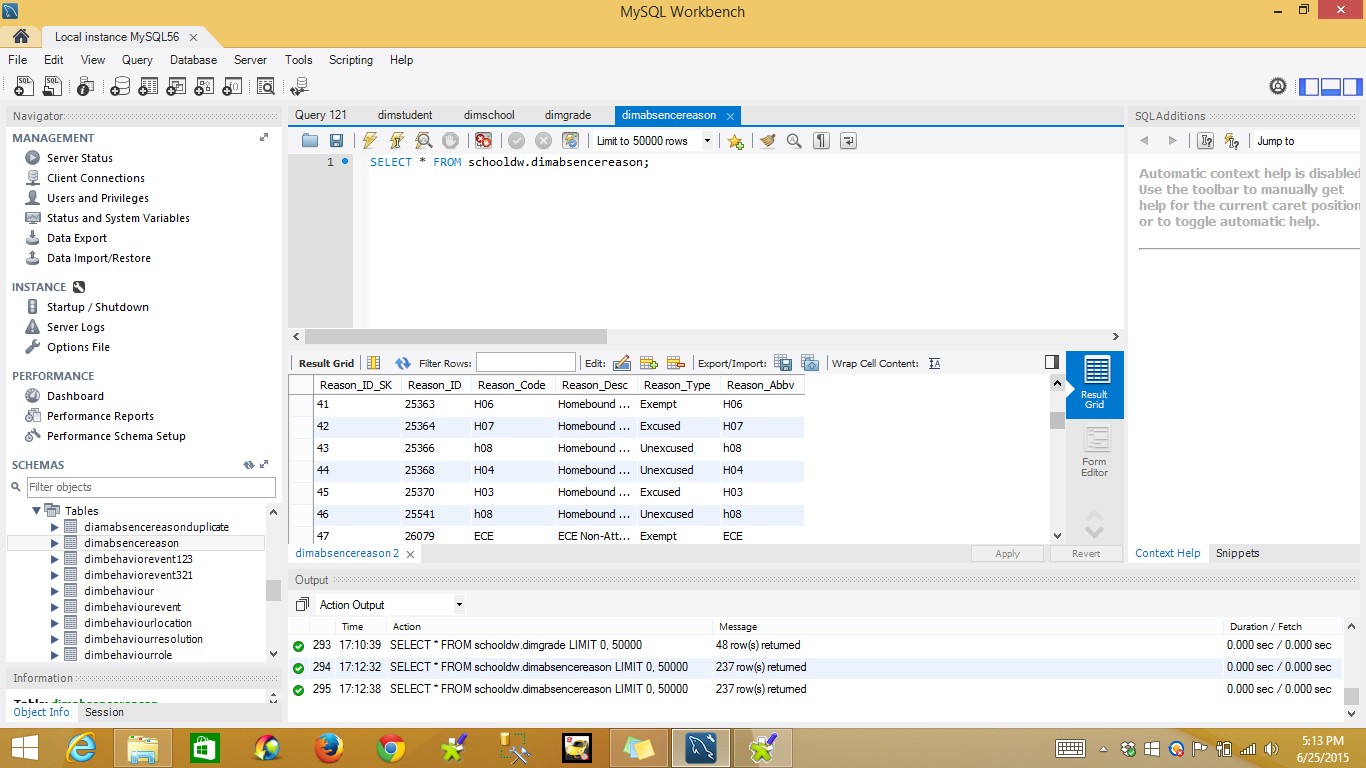 MySQL Workbench
Local instance MySQL56
File Edit View Query Database Server Tools Scripting Help
Navigator
MANAGEMENT
Server Status
Client Connections
Users and Privileges
Status and System Variables
Data Export
Data Import/Restore
INSTANCE
Startup / Shutdown
Server Logs
Options File
PERFORMANCE
Dashboard
Performance Reports
Performance Schema Setup
SCHEMAS
Filter objects
Tables
diamabsencereasonduplicate
dimabsencereason
dimbehaviorevent123
dimbehaviorevent321
dimbehaviour
dimbehaviourevent
dimbehaviourlocation
dimbehaviourresolution
dimbehaviourrole
Information
Object Info Session
Query 121 dimstudent dimschool dimgrade dimabsencereason
Limit to 50000 rows
1 SELECT * FROM schooldw.dimabsencereason;
Result Grid Filter Rows: Edit: Export/Import: Wrap Cell Content:
Reason_ID_SK Reason_ID Reason_Code Reason_Desc Reason_Type Reason_Abbv
41 25363 H06 Homebound ... Exempt H06
42 25364 H07 Homebound ... Excused H07
43 25366 h08 Homebound ... Unexcused h08
44 25368 H04 Homebound ... Unexcused H04
45 25370 H03 Homebound ... Excused H03
46 25541 h08 Homebound ... Unexcused h08
47 26079 ECE ECE Non-Att... Exempt ECE
Result
Grid
Form
Editor
dimabsencereason 2
Apply Revert
SQLAdditions
Jump to
Automatic context help is disabled
Use the toolbar to manually get
help for the current caret position
or to toggle automatic help.
Context Help Snippets
Output
Action Output
Time Action Message Duration / Fetch
293 17:10:39 SELECT * FROM schooldw.dimgrade LIMIT 0, 50000 48 row(s) returned 0.000 sec / 0.000 sec
294 17:12:32 SELECT * FROM schooldw.dimabsencereason LIMIT 0, 50000 237 row(s) returned 0.000 sec / 0.000 sec
295 17:12:38 SELECT * FROM schooldw.dimabsencereason LIMIT 0, 50000 237 row(s) returned 0.000 sec / 0.000 sec
5:13 PM
6/25/2015